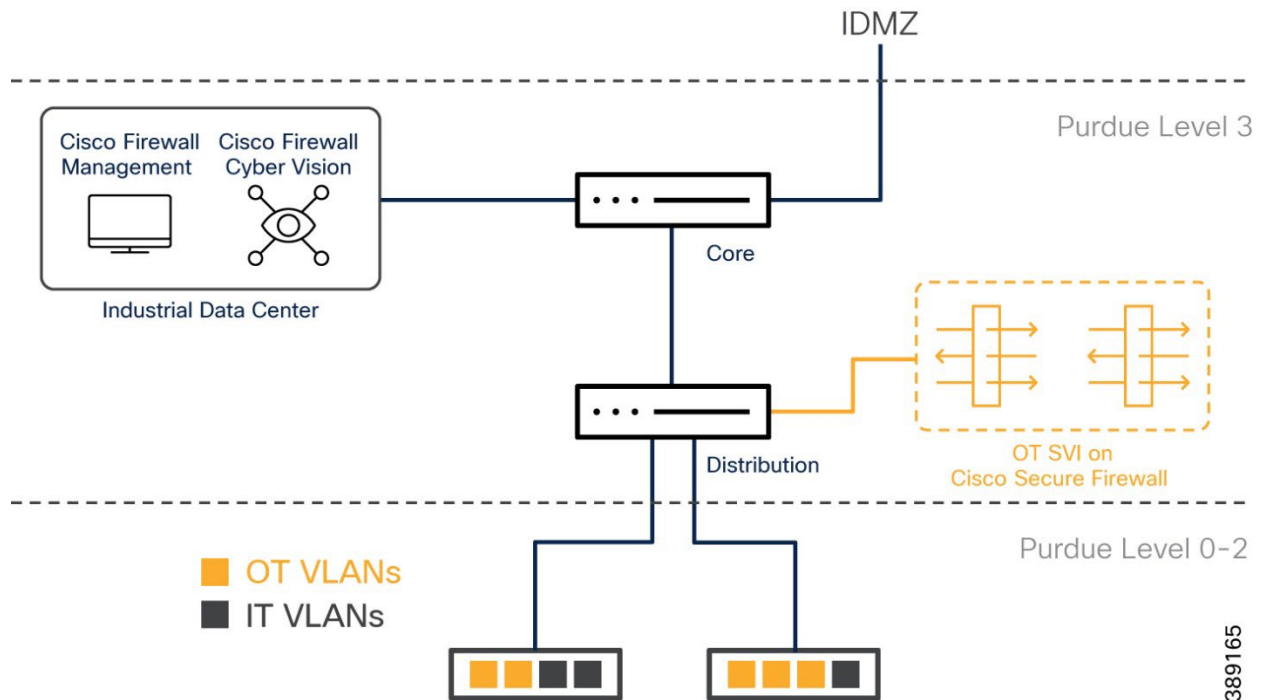 IDMZ
Purdue Level 3
Cisco Firewall
Management
Cisco Firewall
Cyber Vision
Industrial Data Center
Core
Distribution
OT SVI on
Cisco Secure Firewall
Purdue Level 0-2
OT VLANs
IT VLANs
389165